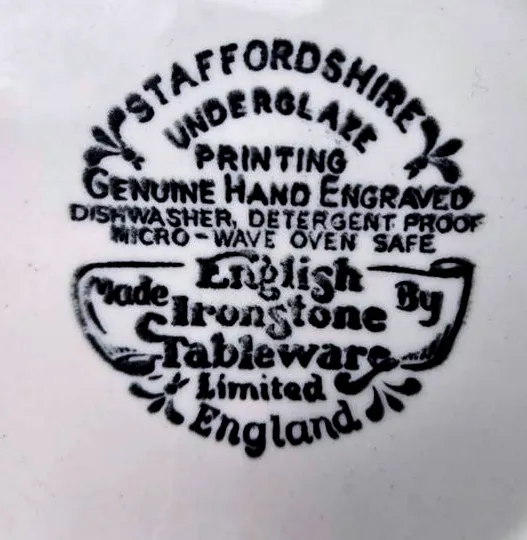 STAFFORDSHIRE
UNDERGLAZE
PRINTING
GENUINE HAND ENGRAVED
DISHWASHER, DETERGENT PROOF
MICRO-WAVE OVEN SAFE
Made English By
Ironstone
Tableware
Limited
England